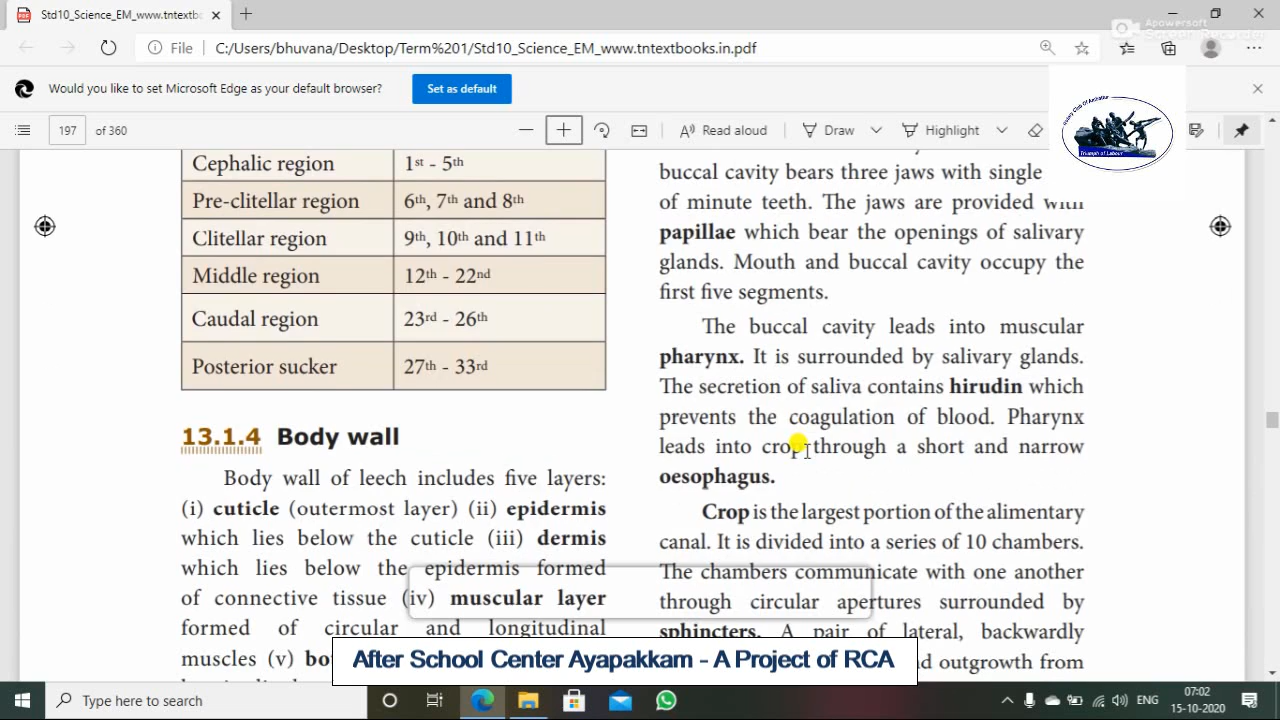 Std10_Science_EM_www.tntextb
Apowersoft
Screen Recorder
File C:/Users/bhuvana/Desktop/Term%201/Std10_Science_EM_www.tntextbooks.in.pdf
Would you like to set Microsoft Edge as your default browser? Set as default
197 of 360 Read aloud Draw Highlight
Triumph of Labour
Cephalic region 1st - 5th
Pre-clitellar region 6th, 7th and 8th
Clitellar region 9th, 10th and 11th
Middle region 12th - 22nd
Caudal region 23rd - 26th
Posterior sucker 27th - 33rd
13.1.4 Body wall
Body wall of leech includes five layers:
(i) cuticle (outermost layer) (ii) epidermis
which lies below the cuticle (iii) dermis
which lies below the epidermis formed
of connective tissue (iv) muscular layer
formed of circular and longitudinal
muscles (v)
buccal cavity bears three jaws with single
of minute teeth. The jaws are provided with
papillae which bear the openings of salivary
glands. Mouth and buccal cavity occupy the
first five segments.
The buccal cavity leads into muscular
pharynx. It is surrounded by salivary glands.
The secretion of saliva contains hirudin which
prevents the coagulation of blood. Pharynx
leads into crop through a short and narrow
oesophagus.
Crop is the largest portion of the alimentary
canal. It is divided into a series of 10 chambers.
The chambers communicate with one another
through circular apertures surrounded by
sphincters. A pair of lateral, backwardly
outgrowth from
After School Center Ayapakkam - A Project of RCA
Type here to search
ENG
07:02
15-10-2020